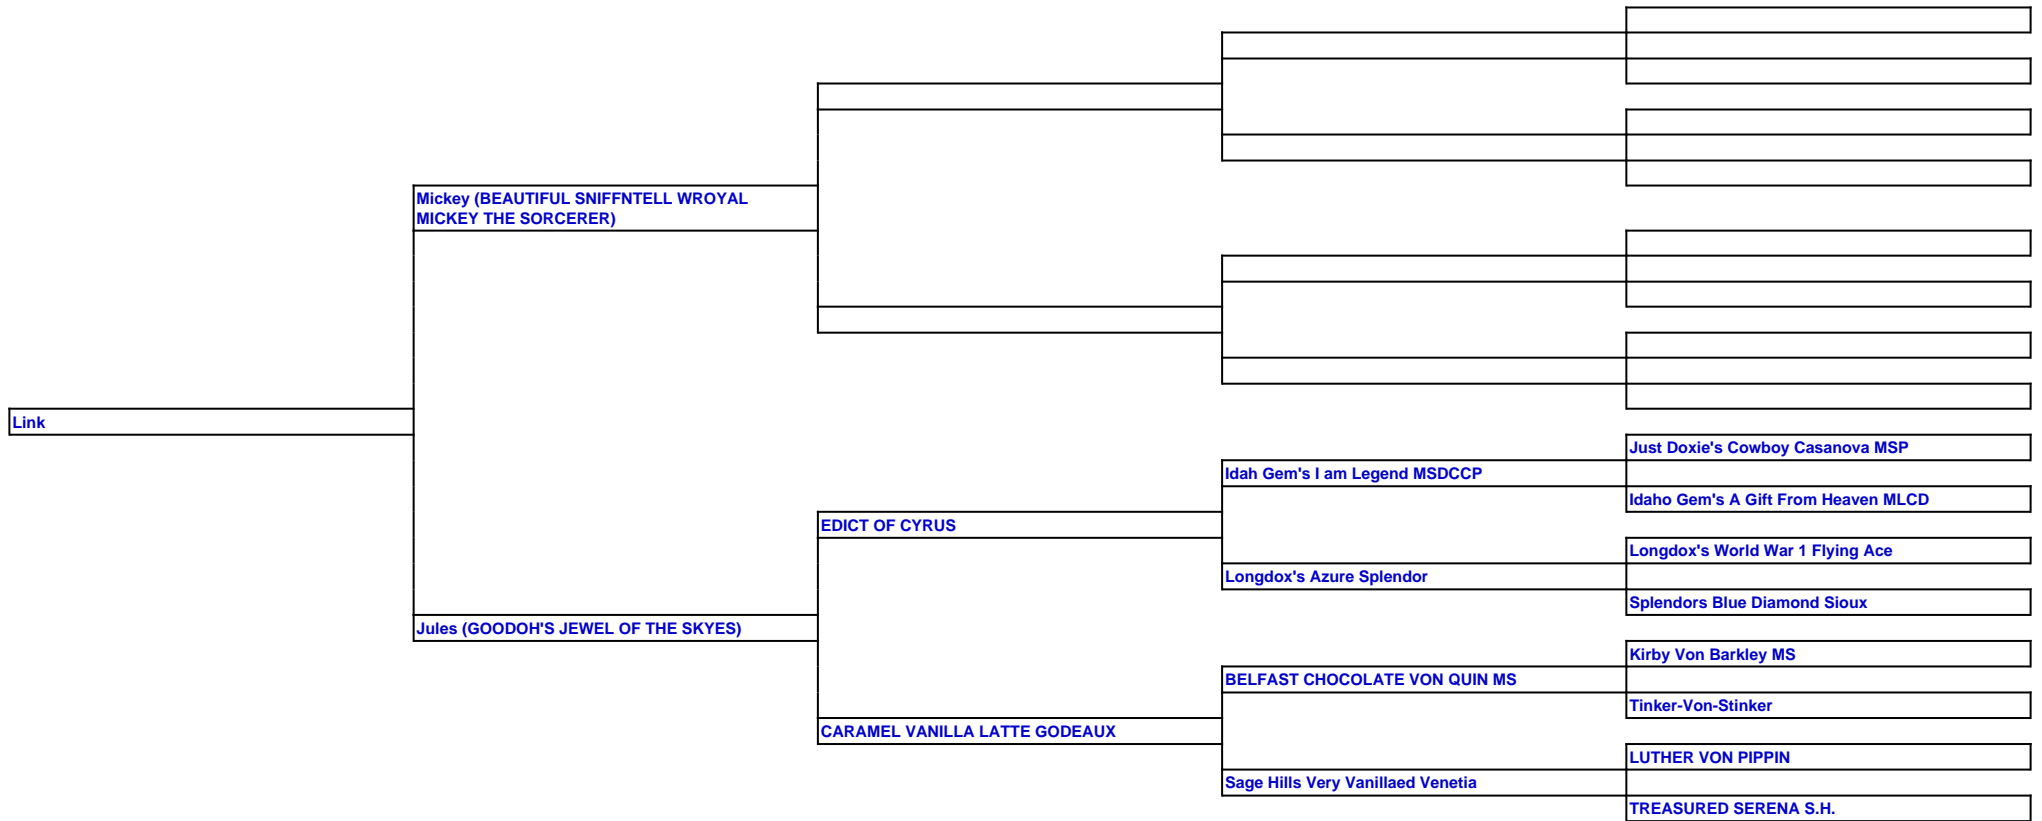 Mickey (BEAUTIFUL SNIFFNTELL WROYAL
MICKEY THE SORCERER)
Link
Just Doxie's Cowboy Casanova MSP
Idah Gem's I am Legend MSDCCP
Idaho Gem's A Gift From Heaven MLCD
EDICT OF CYRUS
Longdox's World War 1 Flying Ace
Longdox's Azure Splendor
Splendors Blue Diamond Sioux
Jules (GOODOH'S JEWEL OF THE SKYES)
Kirby Von Barkley MS
BELFAST CHOCOLATE VON QUIN MS
Tinker-Von-Stinker
CARAMEL VANILLA LATTE GODEAUX
LUTHER VON PIPPIN
Sage Hills Very Vanillaed Venetia
TREASURED SERENA S.H.